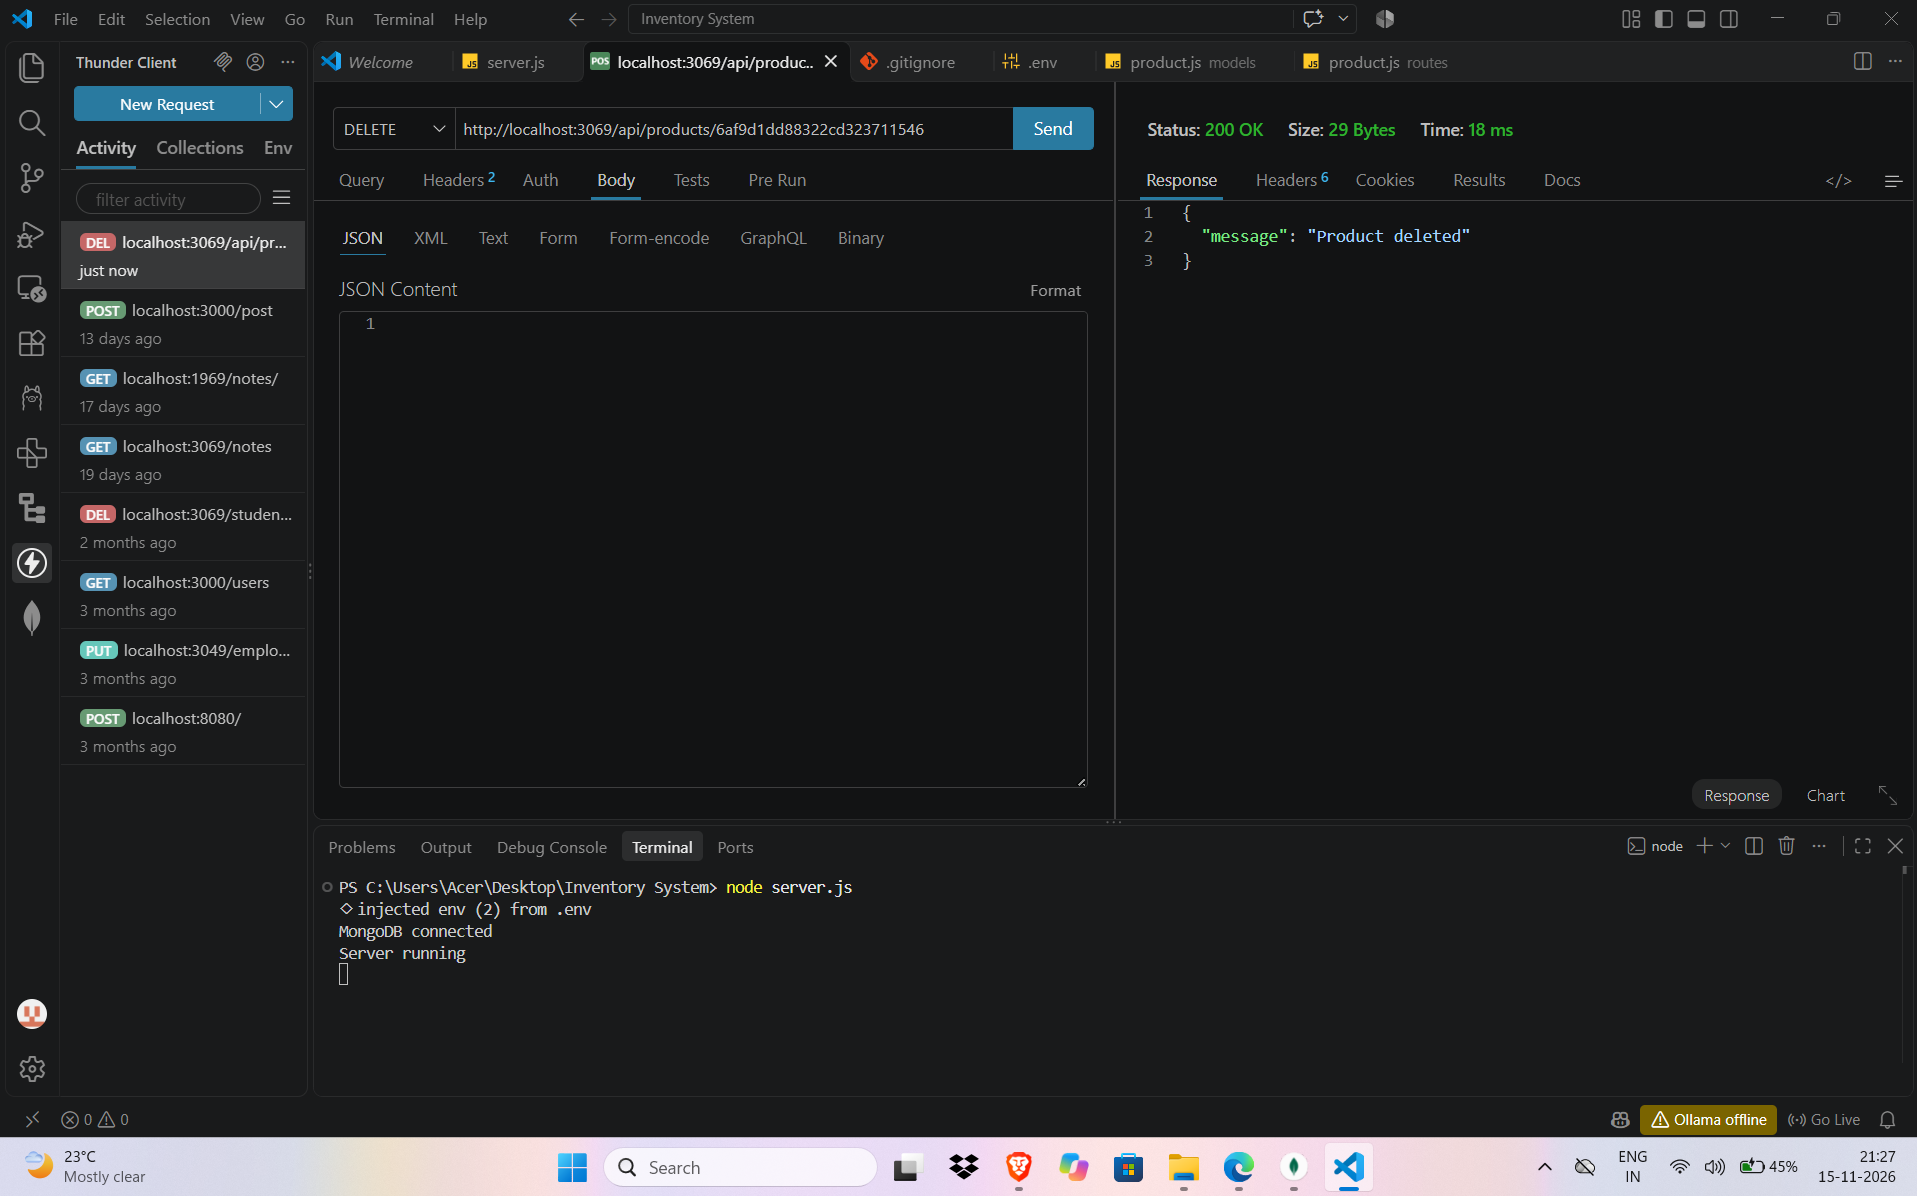 File Edit Selection View Go Run Terminal Help
Inventory System
Thunder Client
New Request
Activity Collections Env
filter activity
DEL localhost:3069/api/pr...
just now
POST localhost:3000/post
13 days ago
GET localhost:1969/notes/
17 days ago
GET localhost:3069/notes
19 days ago
DEL localhost:3069/studen...
2 months ago
GET localhost:3000/users
3 months ago
PUT localhost:3049/emplo...
3 months ago
POST localhost:8080/
3 months ago
Welcome
JS server.js
POS localhost:3069/api/produc..
.gitignore
.env
JS product.js models
JS product.js routes
DELETE http://localhost:3069/api/products/6af9d1dd88322cd323711546 Send
Query Headers 2 Auth Body Tests Pre Run
JSON XML Text Form Form-encode GraphQL Binary
JSON Content Format
1
Status: 200 OK Size: 29 Bytes Time: 18 ms
Response Headers 6 Cookies Results Docs </>
1 {
2 "message": "Product deleted"
3 }
Response Chart
Problems Output Debug Console Terminal Ports
node
PS C:\Users\Acer\Desktop\Inventory System> node server.js
injected env (2) from .env
MongoDB connected
Server running
0 0
Ollama offline Go Live
23°C
Mostly clear
Search
ENG
IN
45%
21:27
15-11-2026